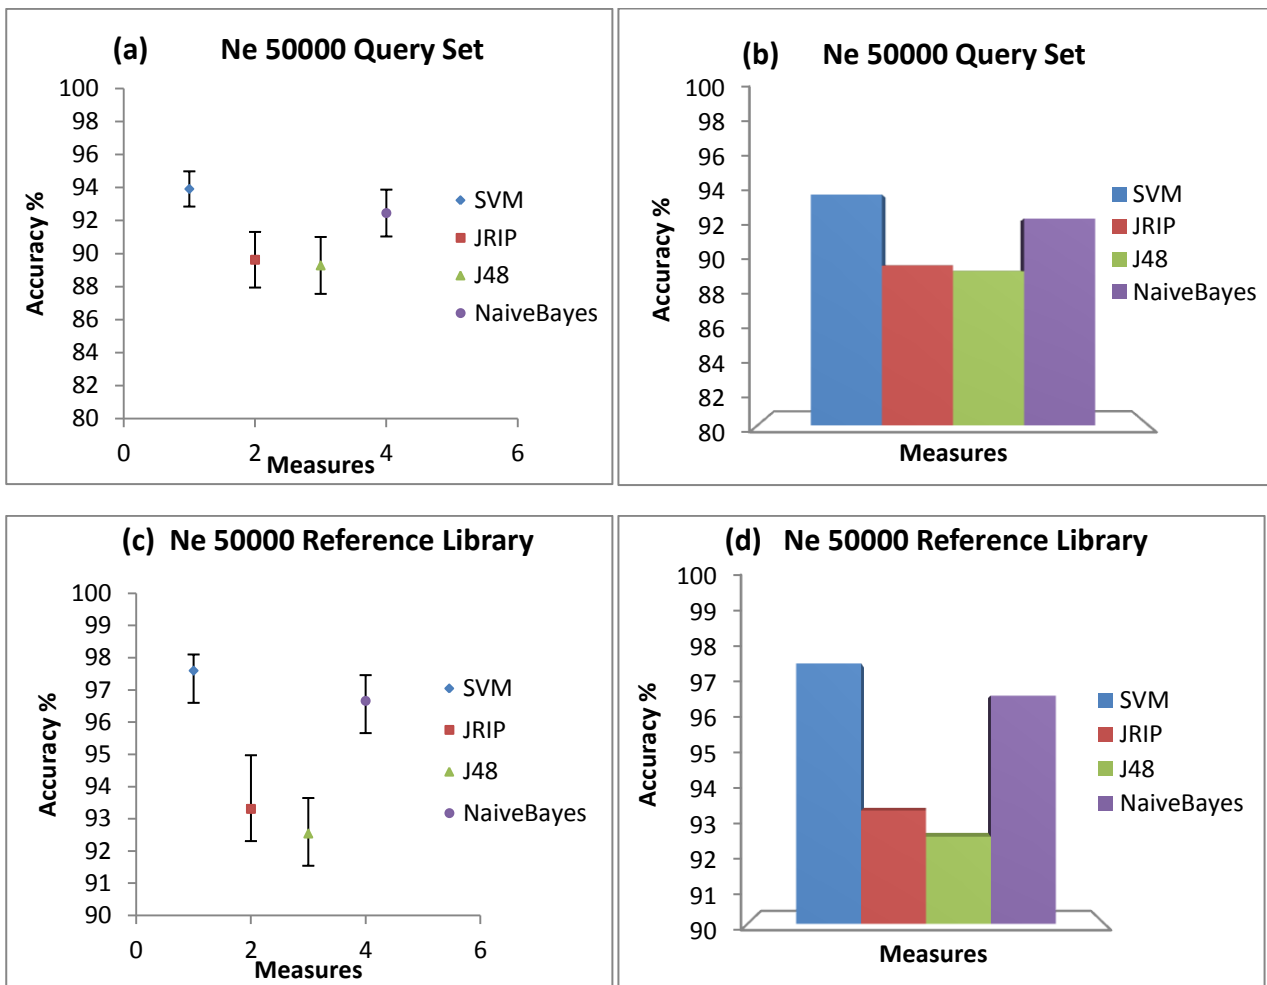 (a) Ne 50000 Query Set
100
98
96
94
92
90
88
86
84
82
80
0 2 4 6
Accuracy %
Measures
SVM
JRIP
J48
NaiveBayes
(b) Ne 50000 Query Set
100
98
96
94
92
90
88
86
84
82
80
Accuracy %
Measures
SVM
JRIP
J48
NaiveBayes
(c) Ne 50000 Reference Library
100
99
98
97
96
95
94
93
92
91
90
0 2 4 6
Accuracy %
Measures
SVM
JRIP
J48
NaiveBayes
(d) Ne 50000 Reference Library
100
99
98
97
96
95
94
93
92
91
90
Accuracy %
Measures
SVM
JRIP
J48
NaiveBayes